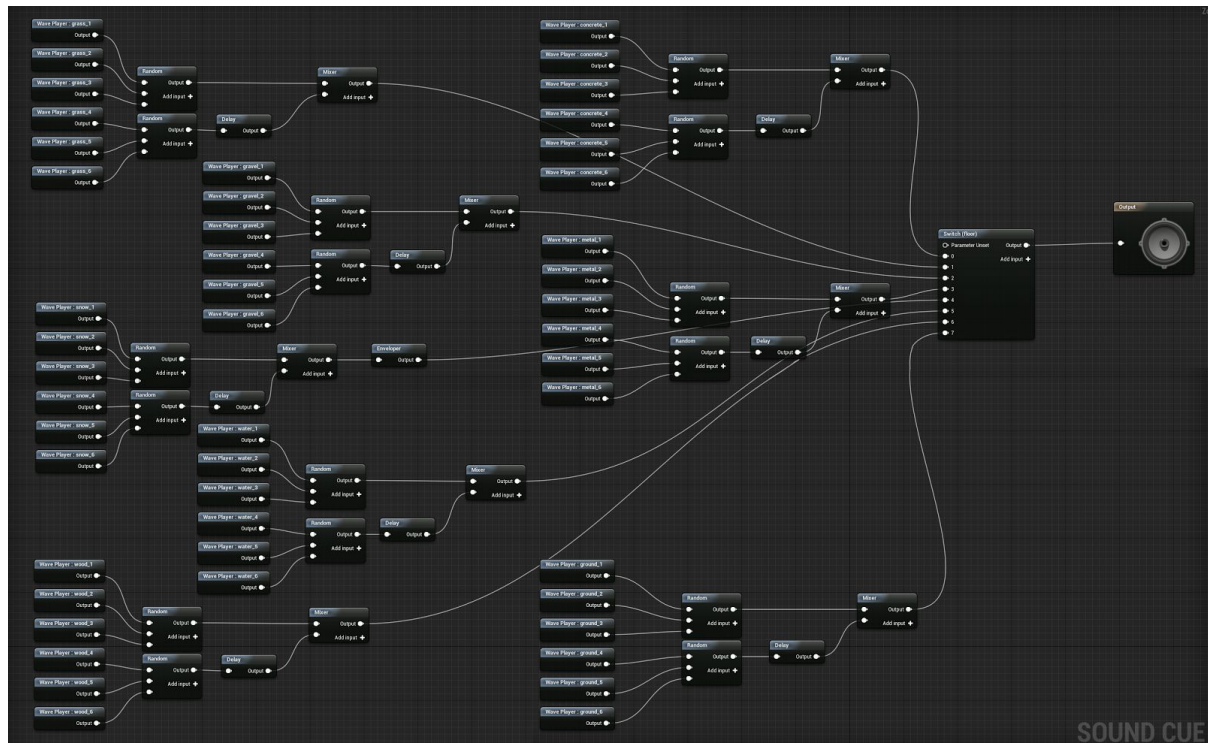 Wave Player : grass_1
Output
Wave Player : grass_2
Output
Wave Player : grass_3
Output
Wave Player : grass_4
Output
Wave Player : grass_5
Output
Wave Player : grass_6
Output
Random
Output
Add input
Random
Output
Add input
Delay
Output
Mixer
Output
Add input
Wave Player : concrete_1
Output
Wave Player : concrete_2
Output
Wave Player : concrete_3
Output
Wave Player : concrete_4
Output
Wave Player : concrete_5
Output
Wave Player : concrete_6
Output
Random
Output
Add input
Random
Output
Add input
Delay
Output
Mixer
Output
Add input
Wave Player : gravel_1
Output
Wave Player : gravel_2
Output
Wave Player : gravel_3
Output
Wave Player : gravel_4
Output
Wave Player : gravel_5
Output
Wave Player : gravel_6
Output
Random
Output
Add input
Random
Output
Add input
Delay
Output
Mixer
Output
Add input
Wave Player : metal_1
Output
Wave Player : metal_2
Output
Wave Player : metal_3
Output
Wave Player : metal_4
Output
Wave Player : metal_5
Output
Wave Player : metal_6
Output
Random
Output
Add input
Random
Output
Add input
Delay
Output
Mixer
Output
Add input
Switch (floor)
Parameter Unset
Output
0
Add input
1
2
3
4
5
6
7
Output
Wave Player : snow_1
Output
Wave Player : snow_2
Output
Wave Player : snow_3
Output
Wave Player : snow_4
Output
Wave Player : snow_5
Output
Wave Player : snow_6
Output
Random
Output
Add input
Random
Output
Add input
Delay
Output
Mixer
Output
Add input
Enveloper
Output
Wave Player : water_1
Output
Wave Player : water_2
Output
Wave Player : water_3
Output
Wave Player : water_4
Output
Wave Player : water_5
Output
Wave Player : water_6
Output
Random
Output
Add input
Random
Output
Add input
Delay
Output
Mixer
Output
Add input
Wave Player : wood_1
Output
Wave Player : wood_2
Output
Wave Player : wood_3
Output
Wave Player : wood_4
Output
Wave Player : wood_5
Output
Wave Player : wood_6
Output
Random
Output
Add input
Random
Output
Add input
Delay
Output
Mixer
Output
Add input
Wave Player : ground_1
Output
Wave Player : ground_2
Output
Wave Player : ground_3
Output
Wave Player : ground_4
Output
Wave Player : ground_5
Output
Wave Player : ground_6
Output
Random
Output
Add input
Random
Output
Add input
Delay
Output
Mixer
Output
Add input
SOUND CUE